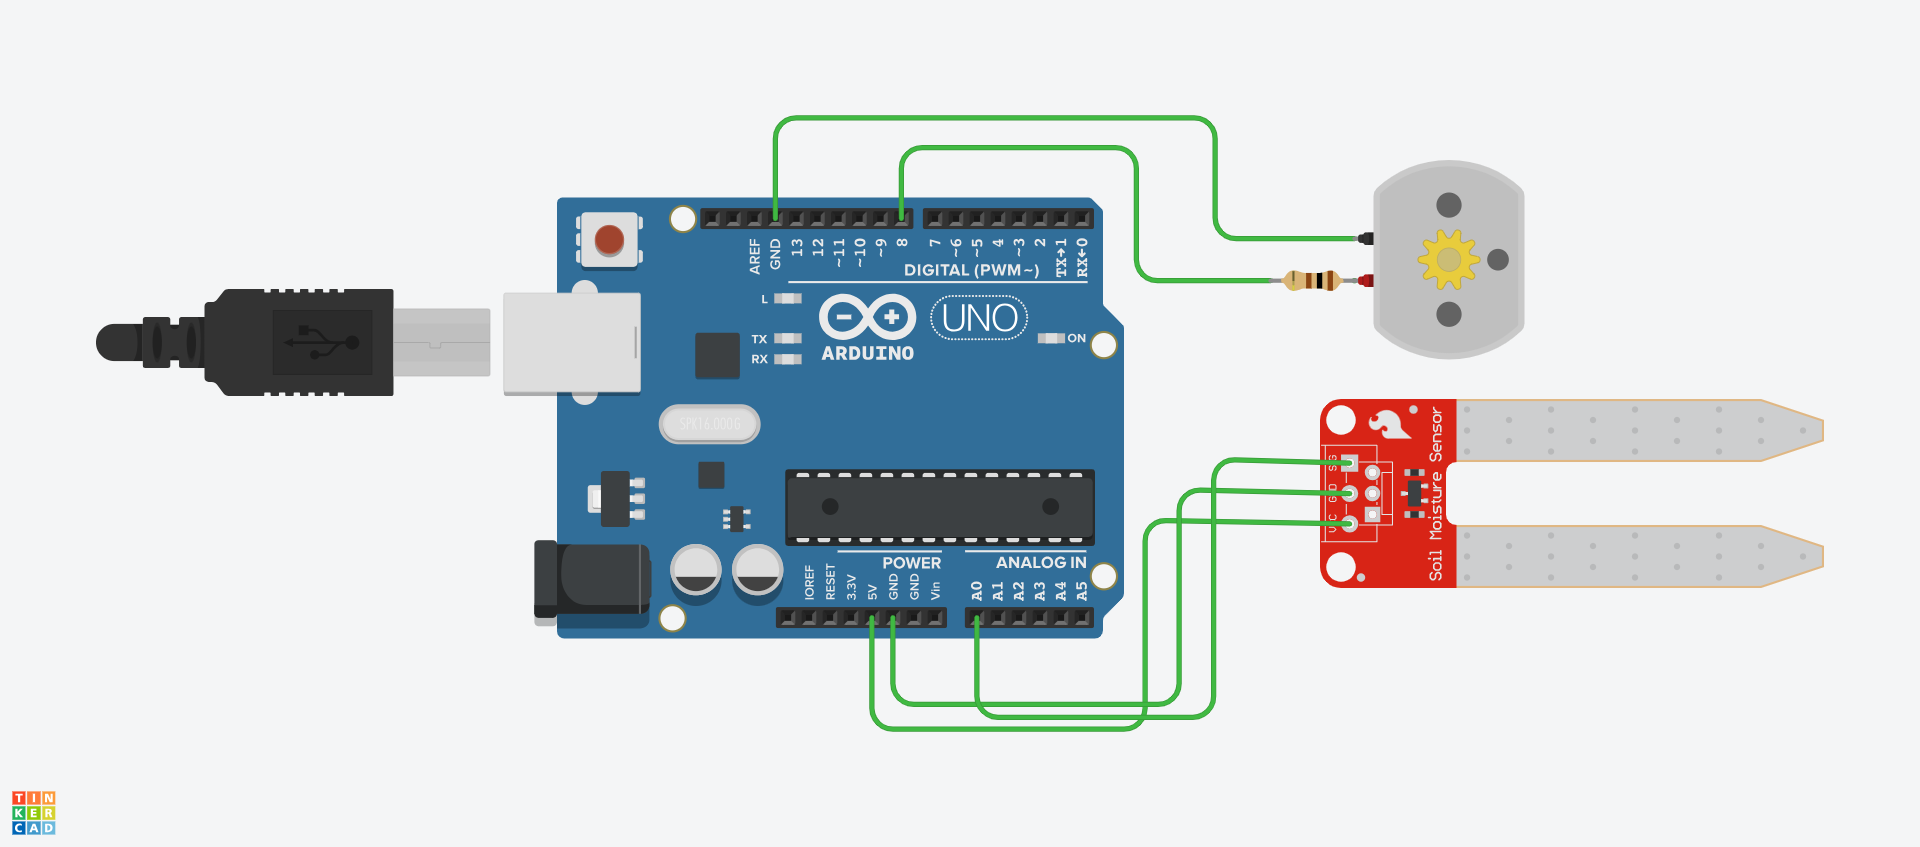 AREF
GND
13
12
~11
~10
~9
8
7
~6
~5
4
~3
2
TX→1
RX←0
DIGITAL (PWM~)
L
TX
RX
UNO
ON
ARDUINO
SPK16.000G
POWER
ANALOG IN
IOREF
RESET
3.3V
5V
GND
GND
Vin
A0
A1
A2
A3
A4
A5
SIG
GND
VCC
Soil Moisture Sensor
TIN
KER
CAD